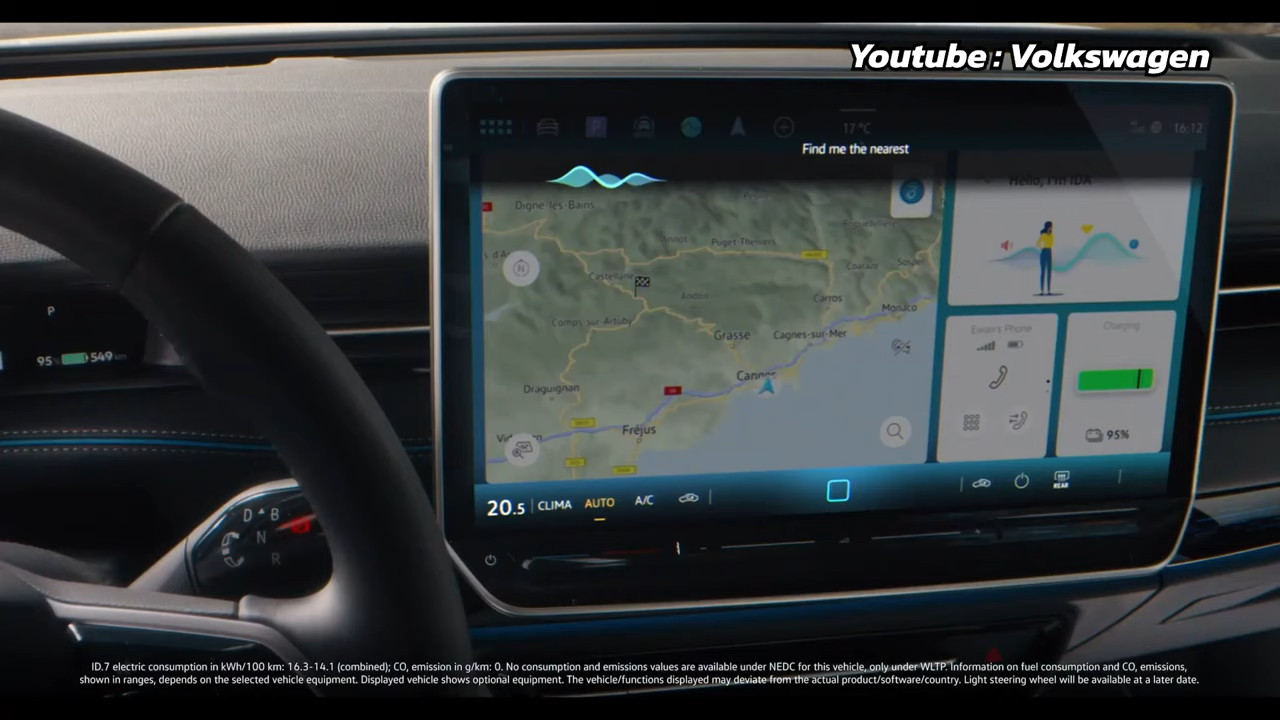 Youtube : Volkswagen
P
17°C
16:12
Find me the nearest
Hello, I'm IDA
Digne-les-Bains
Annot
Puget-Théniers
Castellane
Coaraze
Andon
Carros
Monaco
Comps-sur-Artuby
Grasse
Cagnes-sur-Mer
Cannes
Draguignan
Fréjus
N
Ewan's Phone
Charging
95%
P
95% 549 km
20.5 CLIMA AUTO A/C
REAR
D B
N
R
ID.7 electric consumption in kWh/100 km: 16.3-14.1 (combined); CO₂ emission in g/km: 0. No consumption and emissions values are available under NEDC for this vehicle, only under WLTP. Information on fuel consumption and CO₂ emissions,
shown in ranges, depends on the selected vehicle equipment. Displayed vehicle shows optional equipment. The vehicle/functions displayed may deviate from the actual product/software/country. Light steering wheel will be available at a later date.